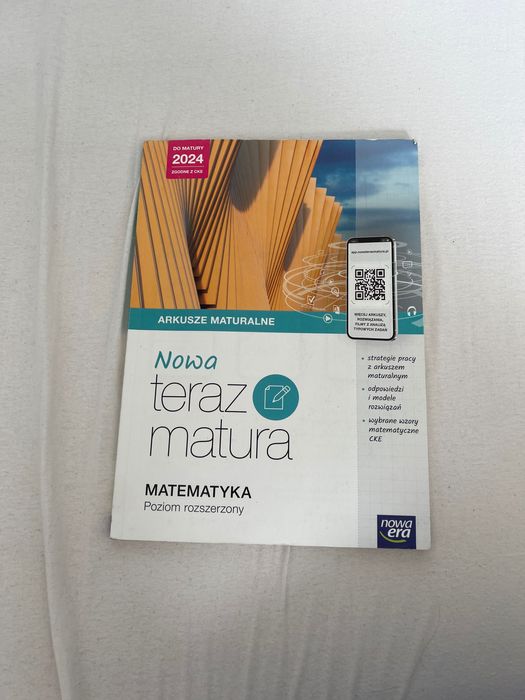 DO MATURY
2024
ZGODNE Z CKE
WIĘCEJ ARKUSZY,
ROZWIĄZANIA,
FILMY Z ANALIZĄ
TYPOWYCH ZADAŃ
ARKUSZE MATURALNE
Nowa
teraz
matura
• strategie pracy
z arkuszem
maturalnym
• odpowiedzi
i modele
rozwiązań
• wybrane wzory
matematyczne
CKE
MATEMATYKA
Poziom rozszerzony
nowa
era